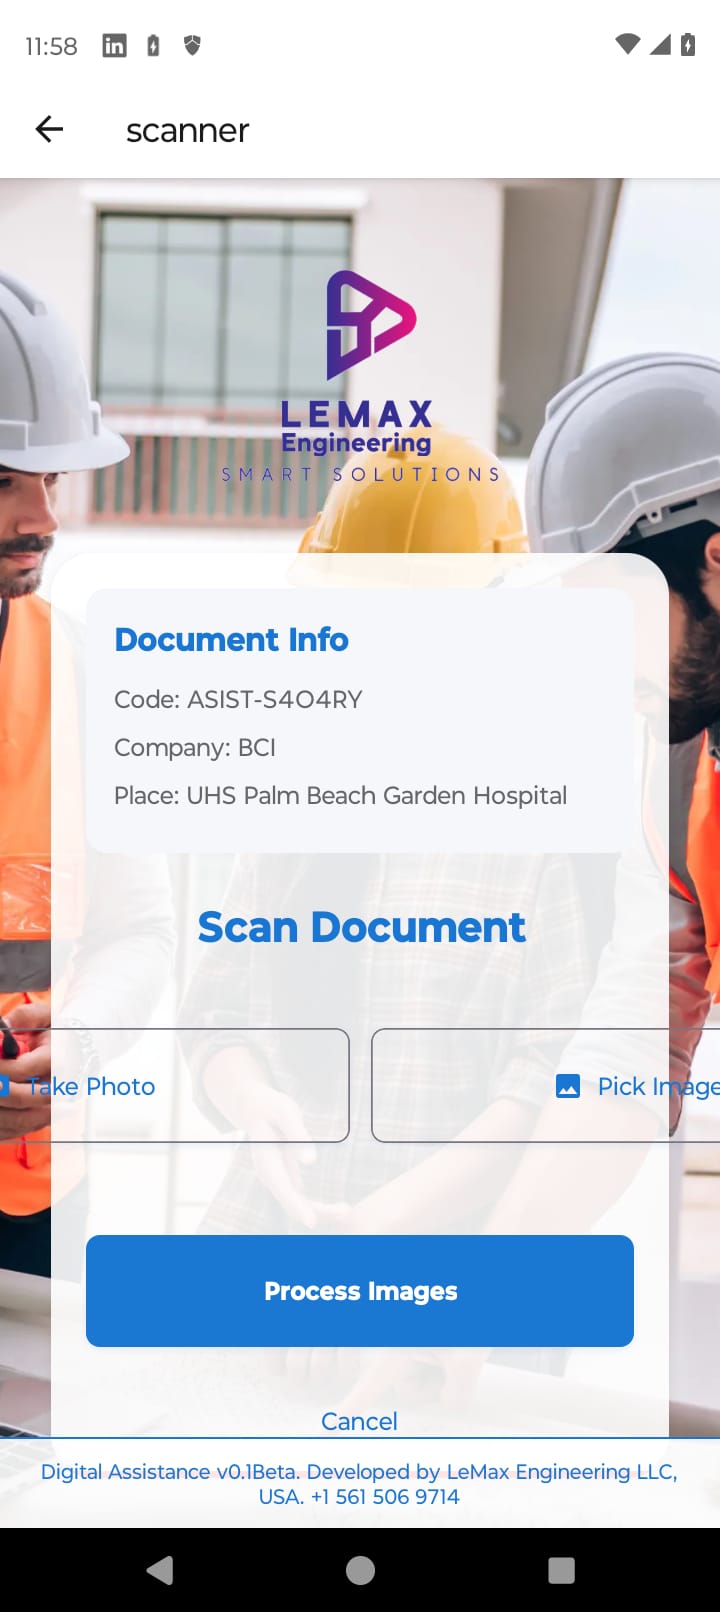 11:58
scanner
LEMAX
Engineering
SMART SOLUTIONS
Document Info
Code: ASIST-S4O4RY
Company: BCI
Place: UHS Palm Beach Garden Hospital
Scan Document
Take Photo
Pick Image
Process Images
Cancel
Digital Assistance v0.1Beta. Developed by LeMax Engineering LLC,
USA. +1 561 506 9714